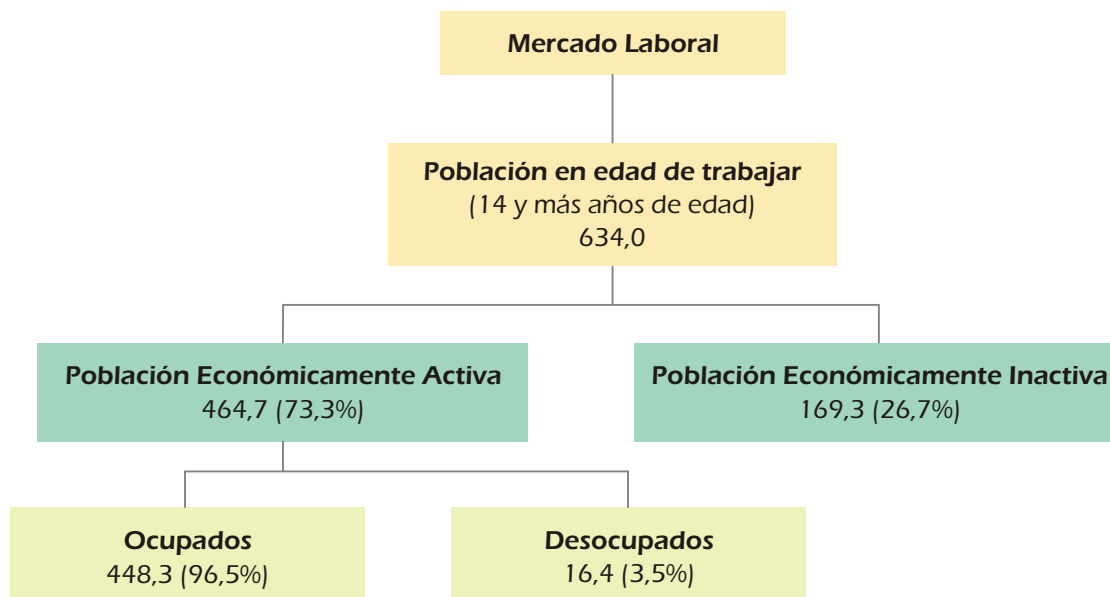 Mercado Laboral
Población en edad de trabajar
(14 y más años de edad)
634,0
Población Económicamente Activa
464,7 (73,3%)
Población Económicamente Inactiva
169,3 (26,7%)
Ocupados
448,3 (96,5%)
Desocupados
16,4 (3,5%)